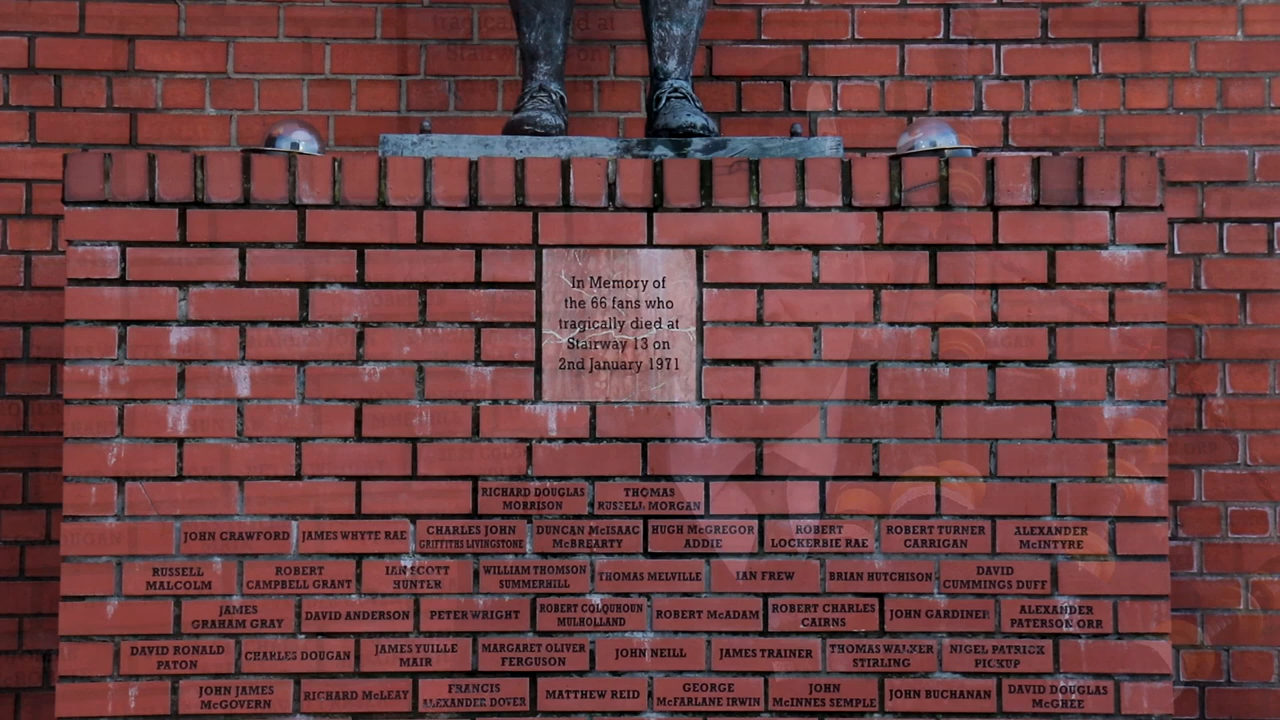 In Memory of
the 66 fans who
tragically died at
Stairway 13 on
2nd January 1971
RICHARD DOUGLAS
MORRISON
THOMAS
RUSSELL MORGAN
JOHN CRAWFORD
JAMES WHYTE RAE
CHARLES JOHN
GRIFFITHS LIVINGSTONE
DUNCAN McISAAC
McBREARTY
HUGH McGREGOR
ADDIE
ROBERT
LOCKERBIE RAE
ROBERT TURNER
CARRIGAN
ALEXANDER
McINTYRE
RUSSELL
MALCOLM
ROBERT
CAMPBELL GRANT
IAN SCOTT
HUNTER
WILLIAM THOMSON
SUMMERHILL
THOMAS MELVILLE
IAN FREW
BRIAN HUTCHISON
DAVID
CUMMINGS DUFF
JAMES
GRAHAM GRAY
DAVID ANDERSON
PETER WRIGHT
ROBERT COLQUHOUN
MULHOLLAND
ROBERT McADAM
ROBERT CHARLES
CAIRNS
JOHN GARDINER
ALEXANDER
PATERSON ORR
DAVID RONALD
PATON
CHARLES DOUGAN
JAMES YUILLE
MAIR
MARGARET OLIVER
FERGUSON
JOHN NEILL
JAMES TRAINER
THOMAS WALKER
STIRLING
NIGEL PATRICK
PICKUP
JOHN JAMES
McGOVERN
RICHARD McLEAY
FRANCIS
ALEXANDER DOVER
MATTHEW REID
GEORGE
McFARLANE IRWIN
JOHN
McINNES SEMPLE
JOHN BUCHANAN
DAVID DOUGLAS
McGHEE